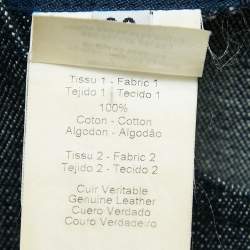 Tissu 1 - Fabric 1
Tejido 1 - Tecido 1
100%
Coton - Cotton
Algodon - Algodão
Tissu 2 - Fabric 2
Tejido 2 - Tecido 2
Cuir Veritable
Genuine Leather
Cuero Verdado
Couro Verdadeiro